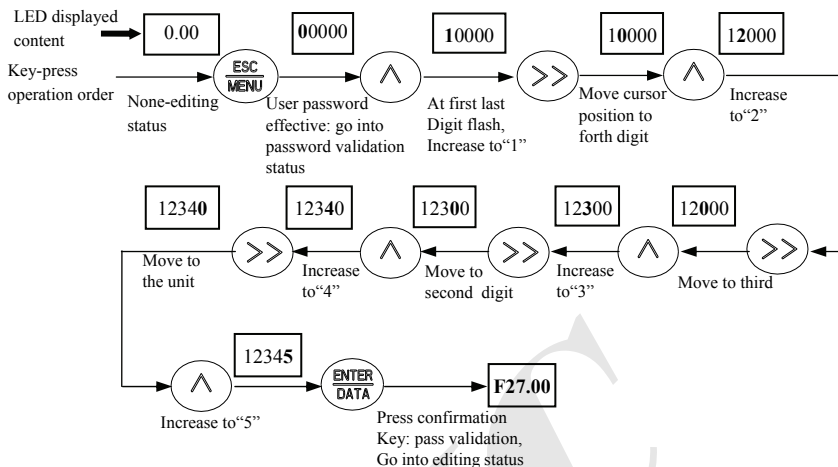 LED displayed
content
0.00
00000
10000
10000
12000
Key-press
operation order
ESC
MENU
None-editing
status
User password
effective: go into
password validation
status
At first last
Digit flash,
Increase to“1”
Move cursor
position to
forth digit
Increase
to“2”
12340
12340
12300
12300
12000
Move to
the unit
Increase
to“4”
Move to
second digit
Increase
to“3”
Move to third
12345
ENTER
DATA
F27.00
Increase to“5”
Press confirmation
Key: pass validation,
Go into editing status